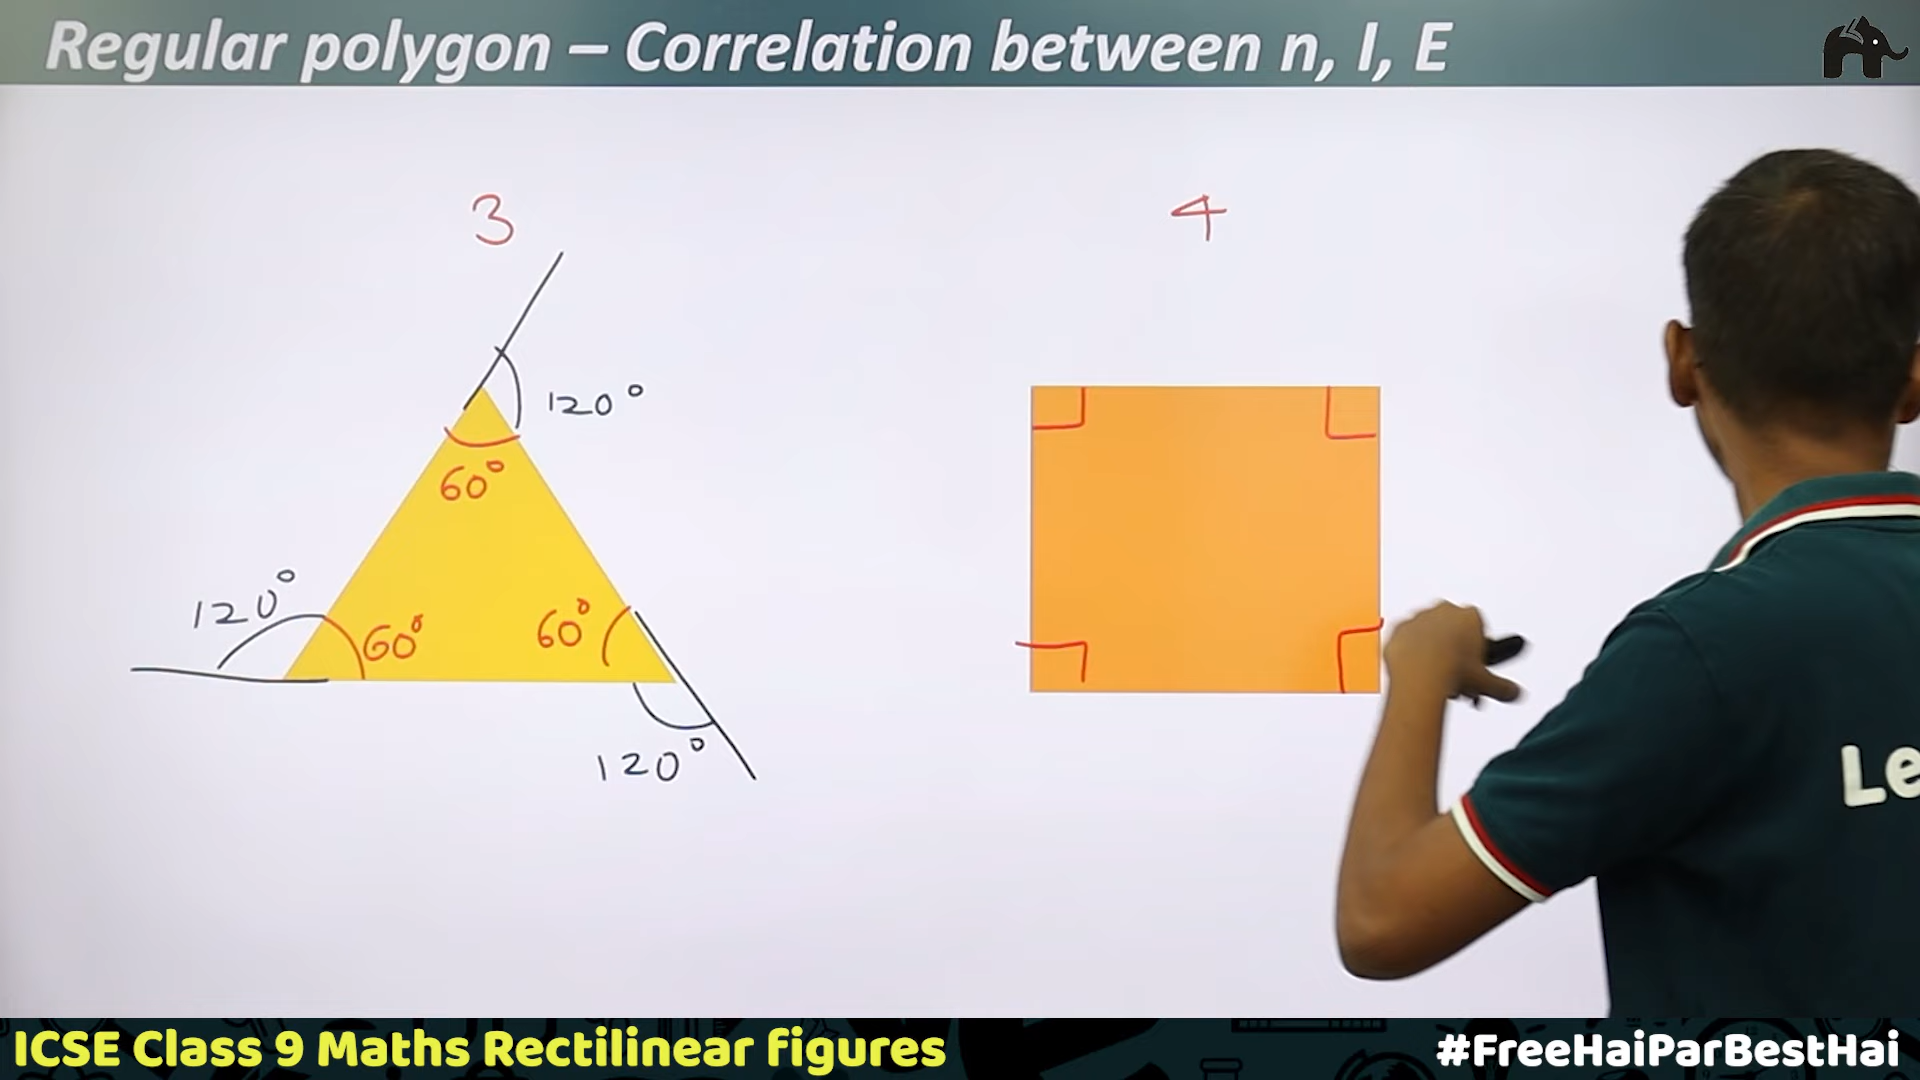 Regular polygon – Correlation between n, I, E
3
4
120°
60°
120°
60°
60°
120°
Le
ICSE Class 9 Maths Rectilinear figures
#FreeHaiParBestHai